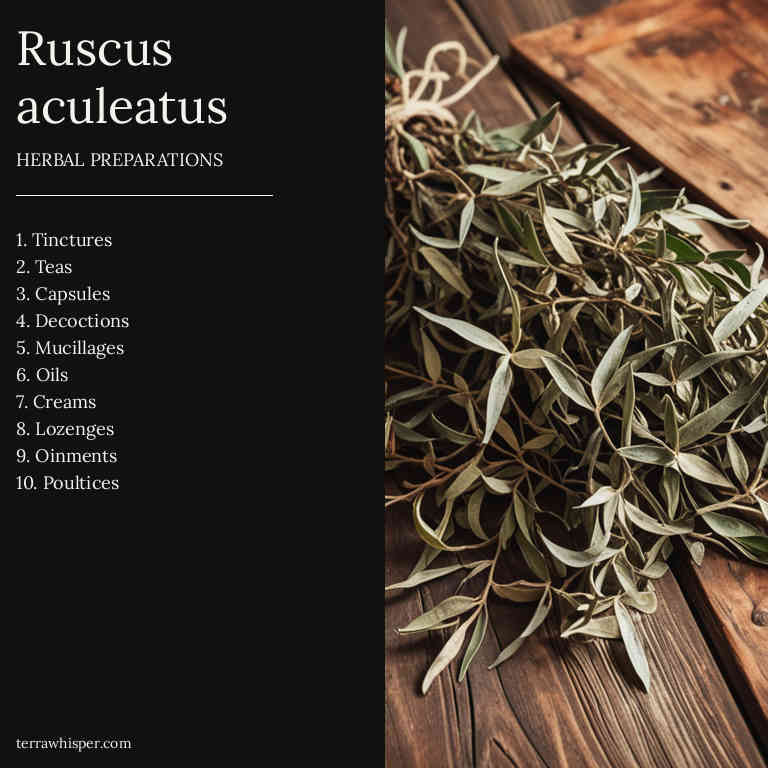 Ruscus
aculeatus
HERBAL PREPARATIONS
1. Tinctures
2. Teas
3. Capsules
4. Decoctions
5. Mucillages
6. Oils
7. Creams
8. Lozenges
9. Oinments
10. Poultices
terrawhisper.com